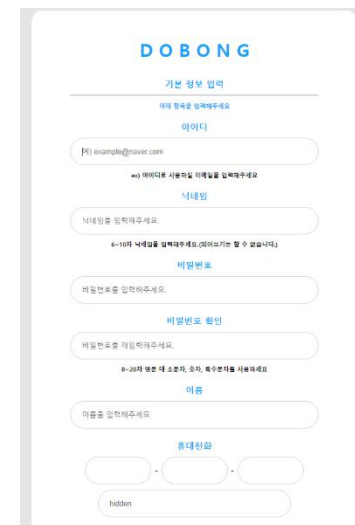 DOBONG
기본 정보 입력
아래 항목을 입력해주세요
아이디
예) example@naver.com
ex) 아이디로 사용하실 이메일을 입력해주세요
닉네임
닉네임을 입력해주세요.
6~10자 닉네임을 입력해주세요.(띄어쓰기는 할 수 없습니다.)
비밀번호
비밀번호를 입력해주세요.
비밀번호 확인
비밀번호를 재입력해주세요.
8~20자 영문 대 소문자, 숫자, 특수문자를 사용하세요
이름
이름을 입력해주세요
휴대전화
- -
hidden